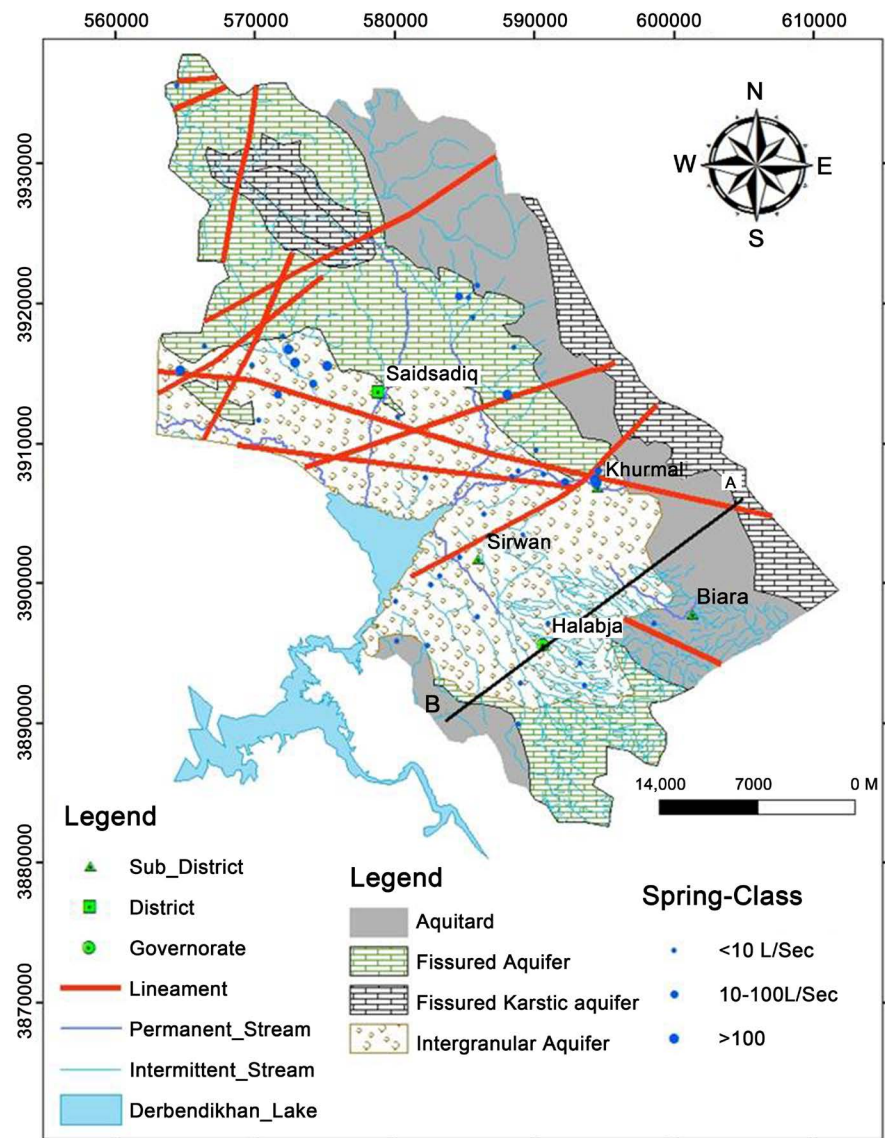 560000 570000 580000 590000 600000 610000
3930000
3920000
3910000
3900000
3890000
3880000
3870000
N
W E
S
Saidsadiq
Khurmal
A
Sirwan
Biara
Halabja
B
14,000 7000 0 M
Legend
Sub_District
District
Governorate
Lineament
Permanent_Stream
Intermittent_Stream
Derbendikhan_Lake
Legend
Aquitard
Fissured Aquifer
Fissured Karstic aquifer
Intergranular Aquifer
Spring-Class
<10 L/Sec
10-100L/Sec
>100